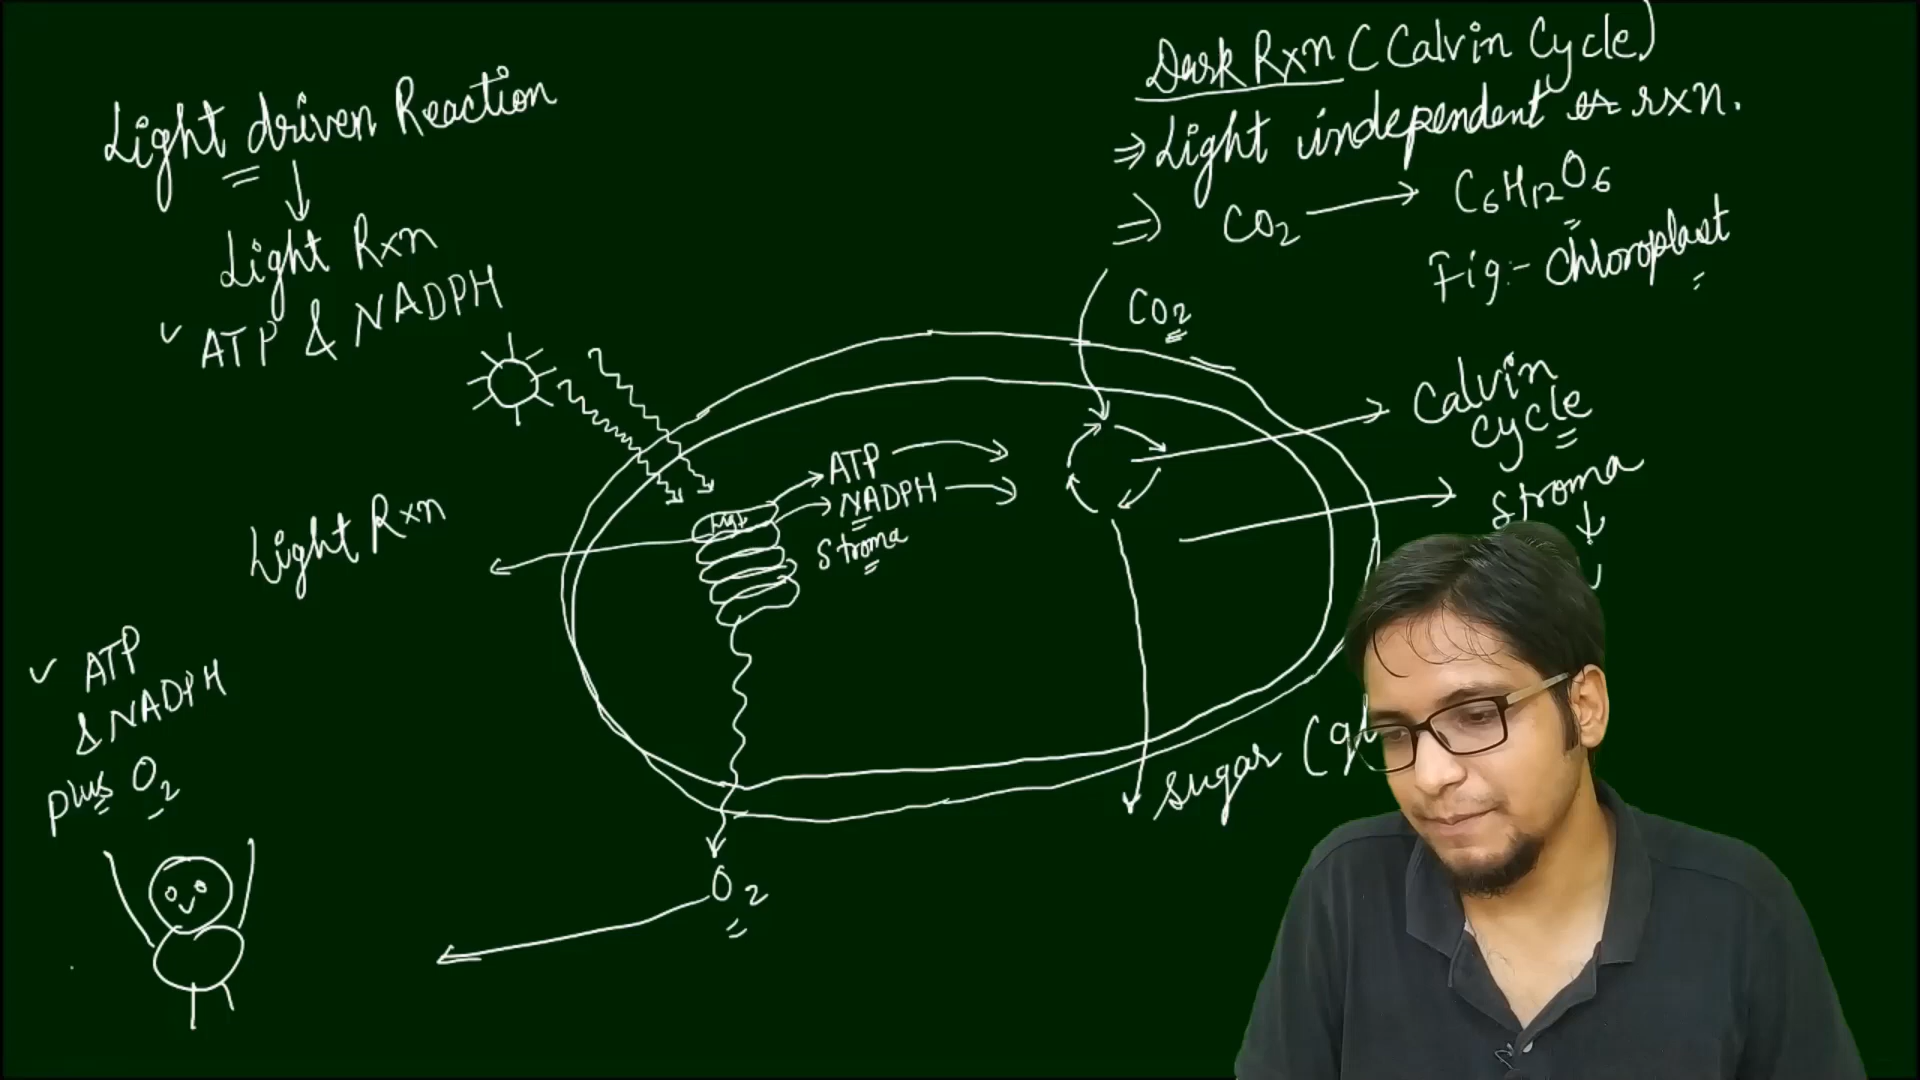 Light driven Reaction
Light Rxn
ATP & NADPH
Dark Rxn (Calvin Cycle)
⇒ Light independent rxn.
⇒ CO2 → C6H12O6
Fig:- Chloroplast
CO2
Calvin
Cycle
Stroma
ATP
NADPH
Stroma
Light Rxn
ATP
& NADPH
plus O2
O2
Sugar (gl